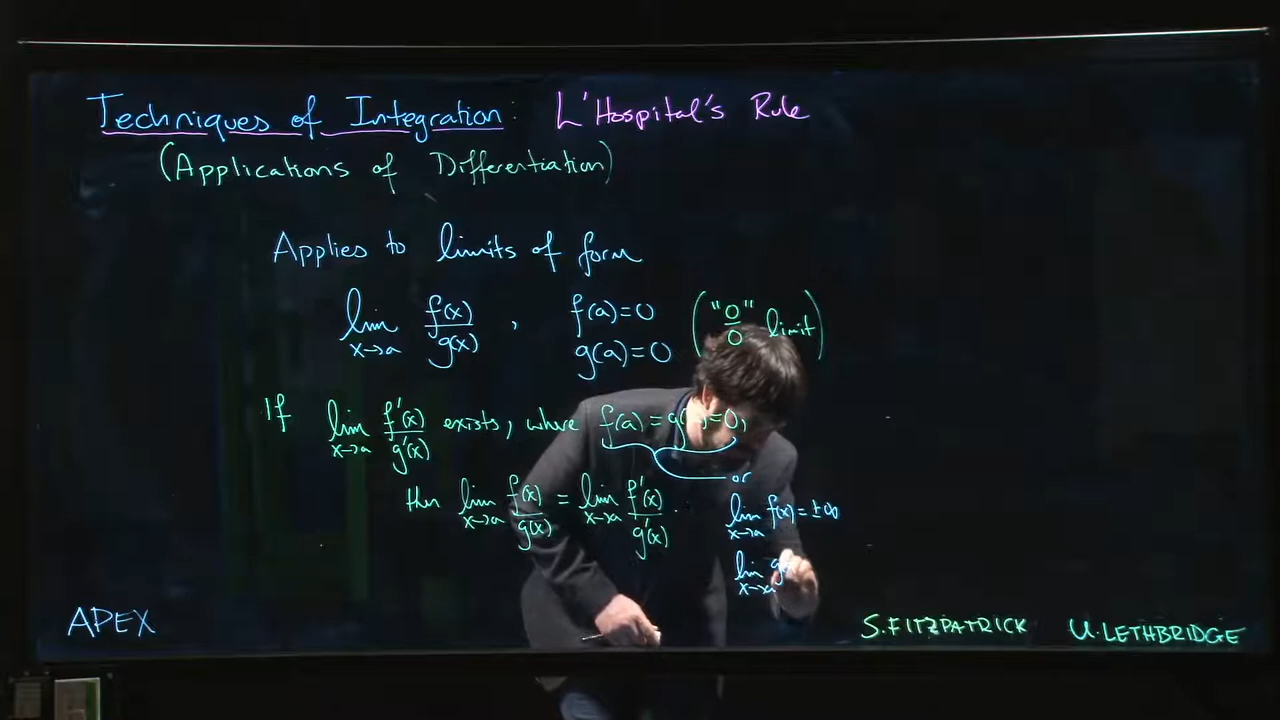 Techniques of Integration: L'Hospital's Rule
(Applications of Differentiation)
Applies to limits of form
lim x→a f(x)/g(x) , f(a)=0 g(a)=0 ("0/0" limit)
If lim x→a f'(x)/g'(x) exists, where f(a) = g( )=0,
or
then lim x→a f(x)/g(x) = lim x→a f'(x)/g'(x) .
lim x→a f(x) = ±∞
lim x→a g
APEX
S.FITZPATRICK U.LETHBRIDGE